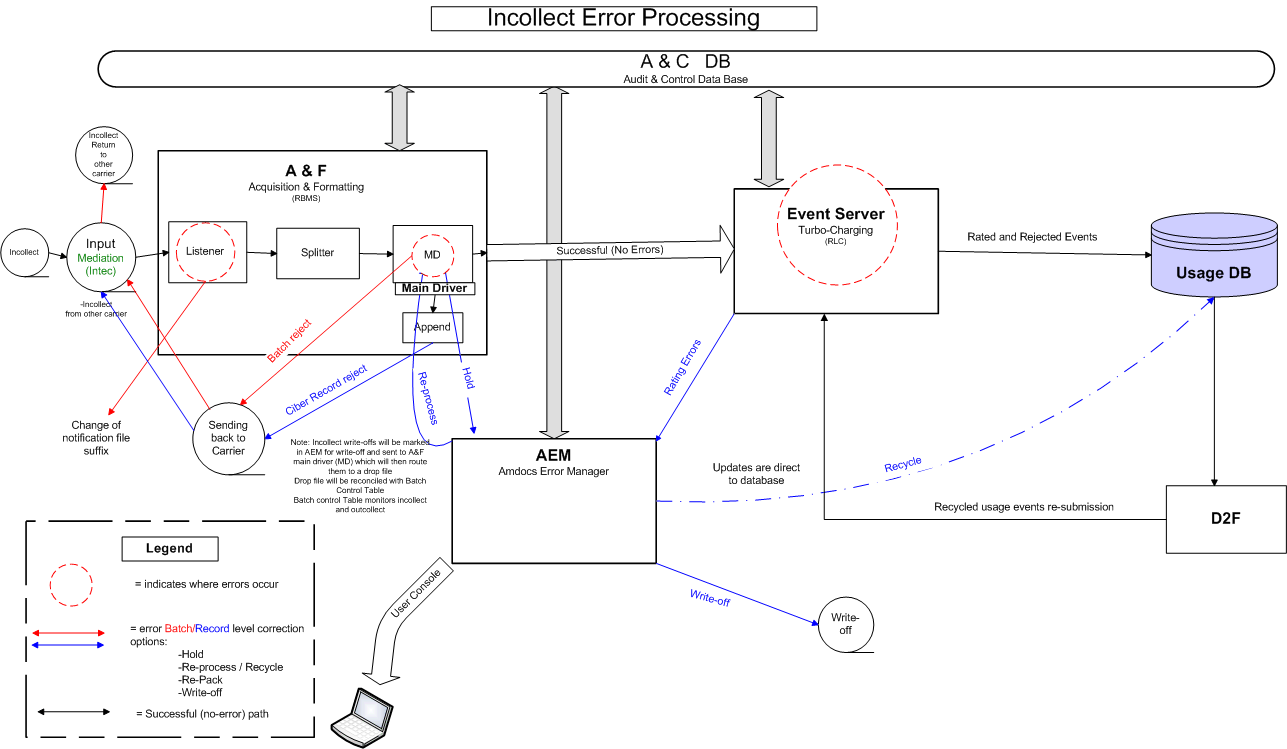 Incollect Error Processing
A & C   DB
Audit & Control Data Base
Incollect
Return
to
other
carrier
Incollect
Input
Mediation
(Intec)
-Incollect
from other carrier
A & F
Acquisition & Formatting
(RBMS)
Listener
Splitter
MD
Main Driver
Append
Successful (No Errors)
Event Server
Turbo-Charging
(RLC)
Rated and Rejected Events
Usage DB
Batch reject
Ciber Record reject
Re-process
Hold
Rating Errors
Change of
notification file
suffix
Sending
back to
Carrier
Note: Incollect write-offs will be marked
in AEM for write-off and sent to A&F
main driver (MD) which will then route
them to a drop file
Drop file will be reconciled with Batch
Control Table
Batch control Table monitors incollect
and outcollect
AEM
Amdocs Error Manager
Updates are direct
to database
Recycle
Recycled usage events re-submission
D2F
User Console
Write-off
Write-
off
Legend
= indicates where errors occur
= error Batch/Record level correction
options:
-Hold
-Re-process / Recycle
-Re-Pack
-Write-off
= Successful (no-error) path